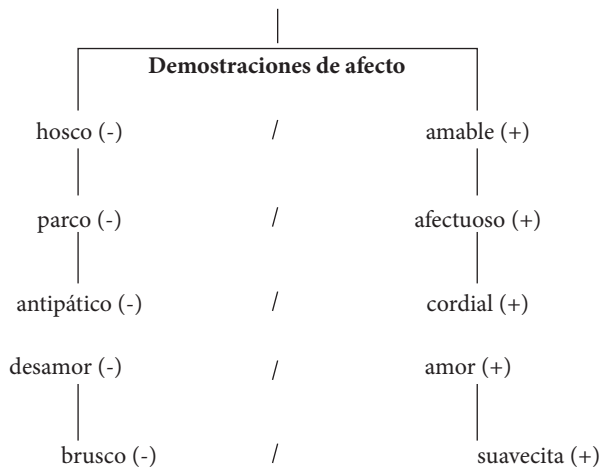 Demostraciones de afecto
hosco (-) / amable (+)
parco (-) / afectuoso (+)
antipático (-) / cordial (+)
desamor (-) / amor (+)
brusco (-) / suavecita (+)